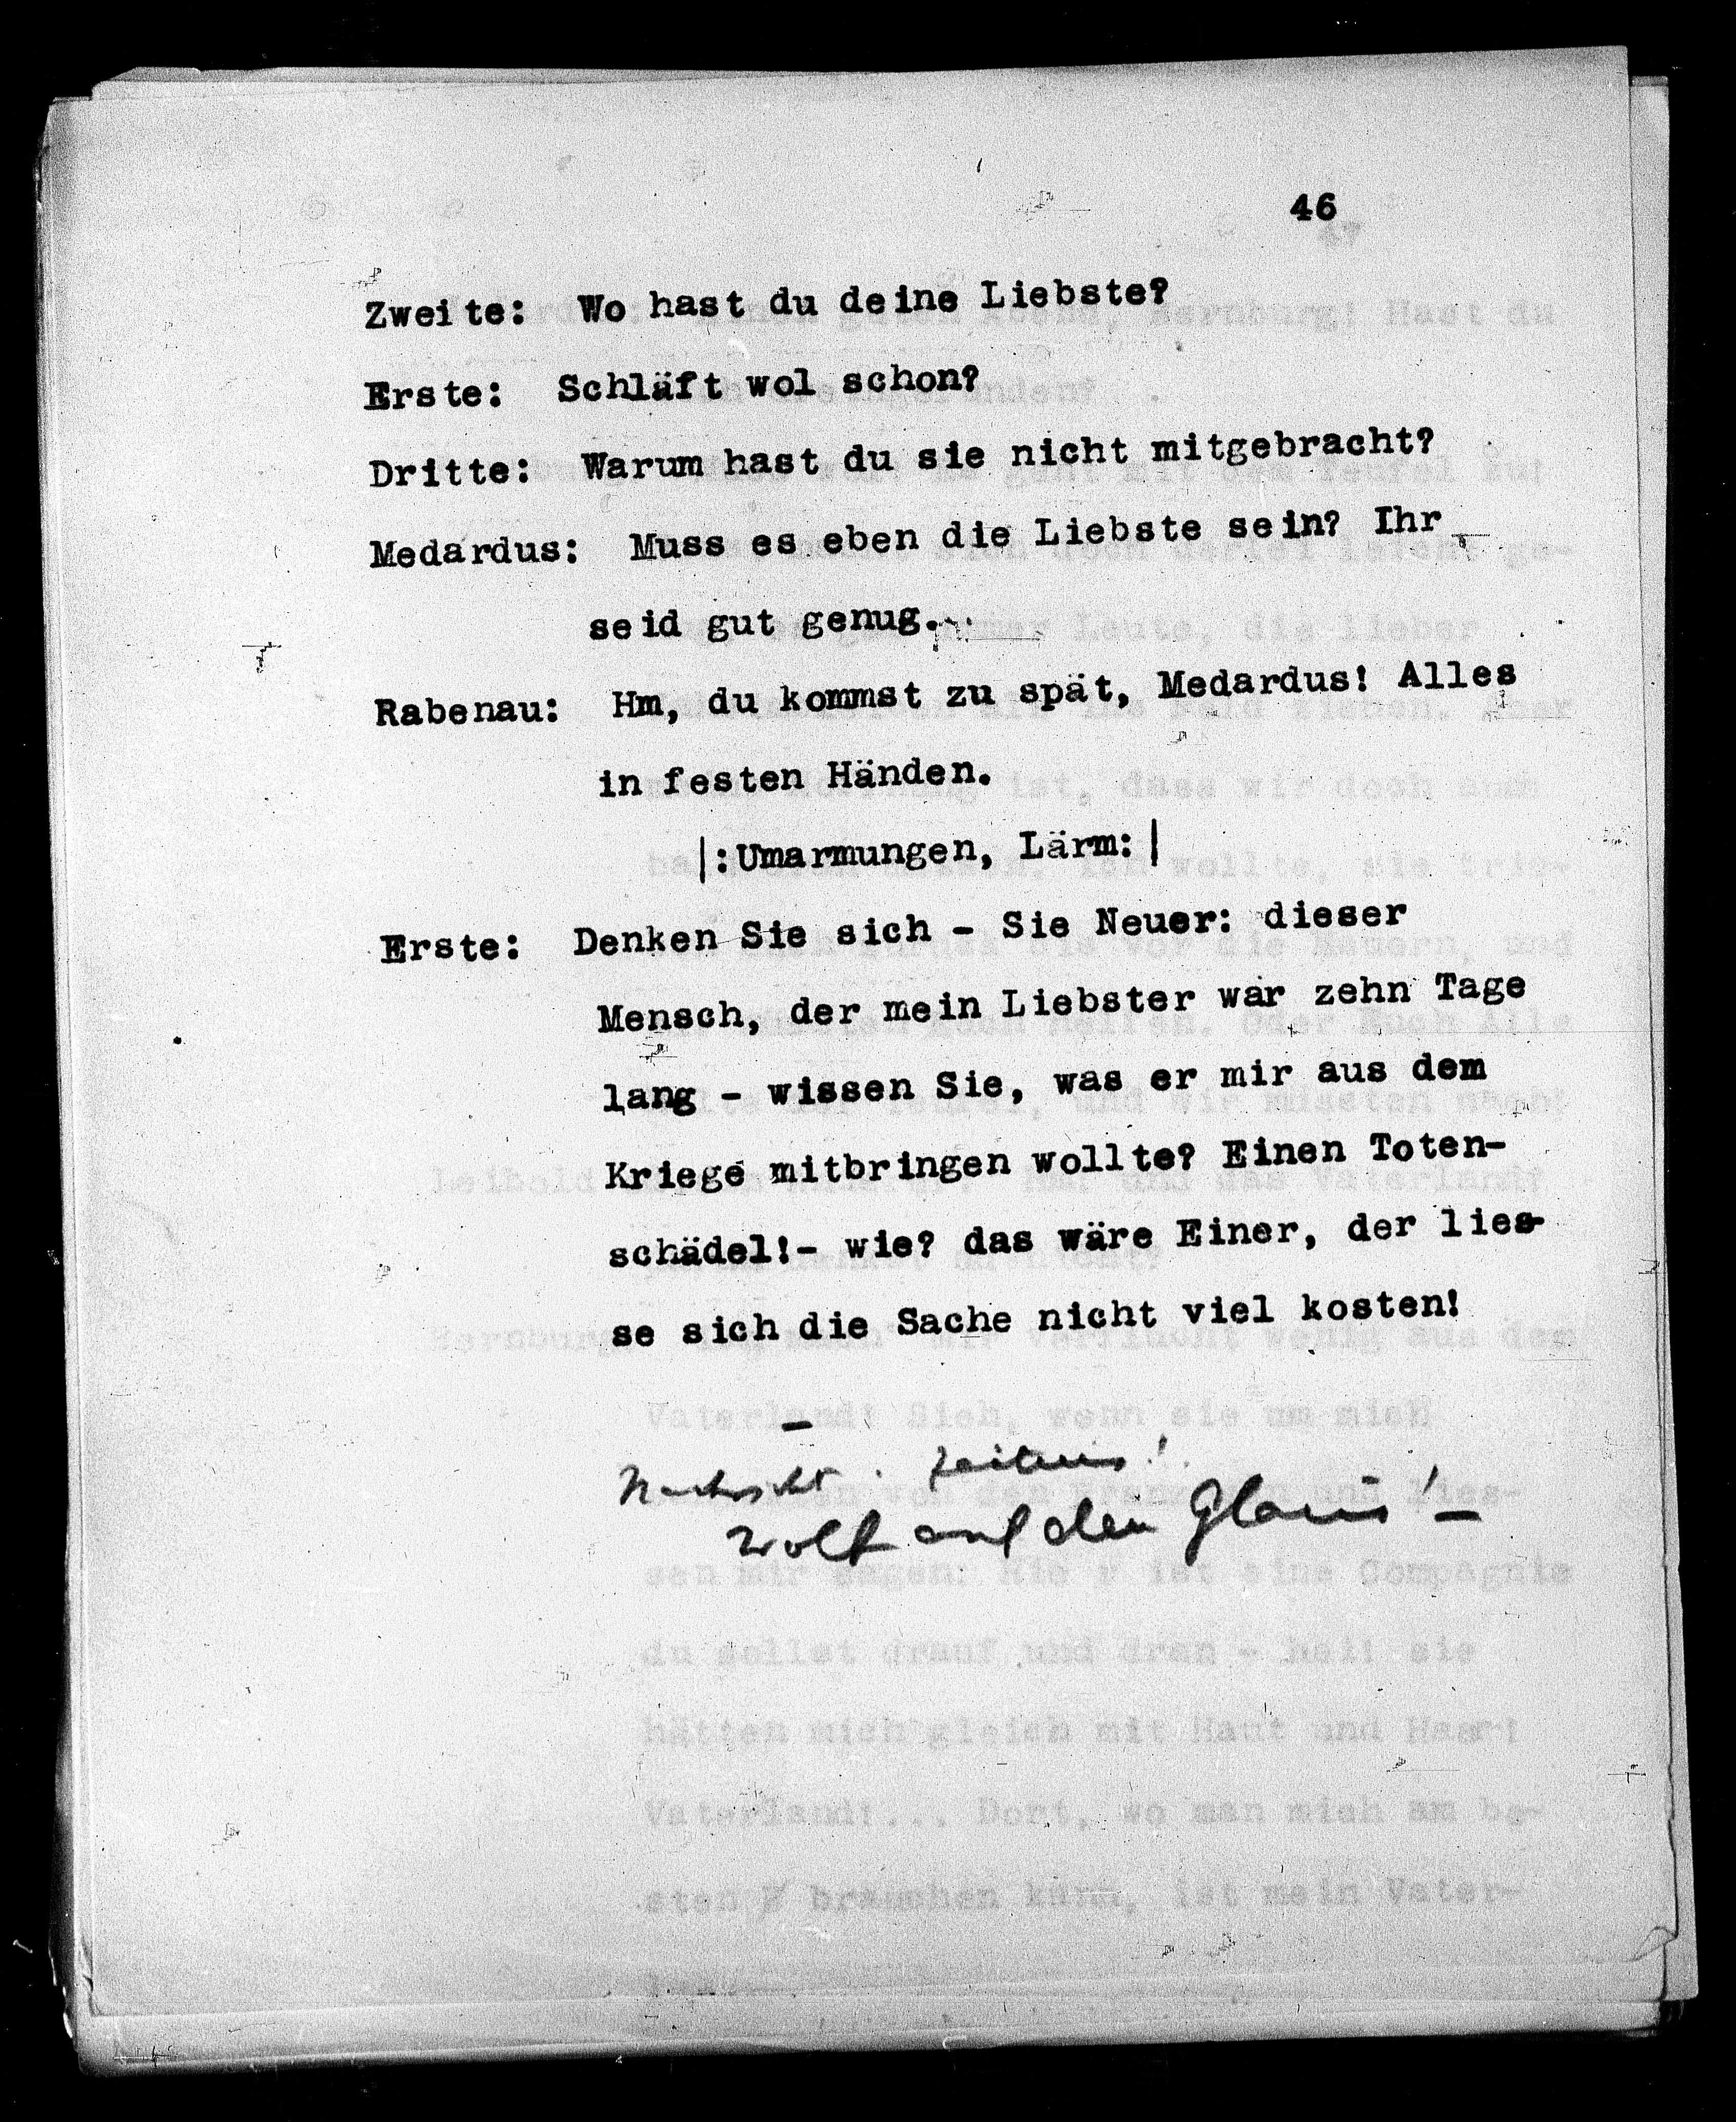 46
Zweite: Wo hast du deine Liebste?
Erste: Schläft wol schon?
Dritte: Warum hast du sie nicht mitgebracht?
Medardus: Muss es eben die Liebste sein? Ihr
seid gut genug..
Rabenau: Hm, du kommst zu spät, Medardus! Alles
in festen Händen.
|:Umarmungen, Lärm:|
Erste: Denken Sie sich - Sie Neuer: dieser
Mensch, der mein Liebster war zehn Tage
lang - wissen Sie, was er mir aus dem
Kriege mitbringen wollte? Einen Toten-
schädel!- wie? das wäre Einer, der lies-
se sich die Sache nicht viel kosten!
–
auf den Glacis! –